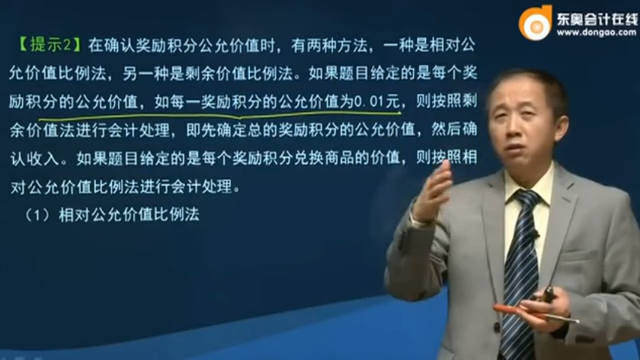 东奥会计在线
www.dongao.com
【提示2】在确认奖励积分公允价值时，有两种方法，一种是相对公
允价值比例法，另一种是剩余价值比例法。如果题目给定的是每个奖
励积分的公允价值，如每一奖励积分的公允价值为0.01元，则按照剩
余价值法进行会计处理，即先确定总的奖励积分的公允价值，然后确
认收入。如果题目给定的是每个奖励积分兑换商品的价值，则按照相
对公允价值比例法进行会计处理。
（1）相对公允价值比例法